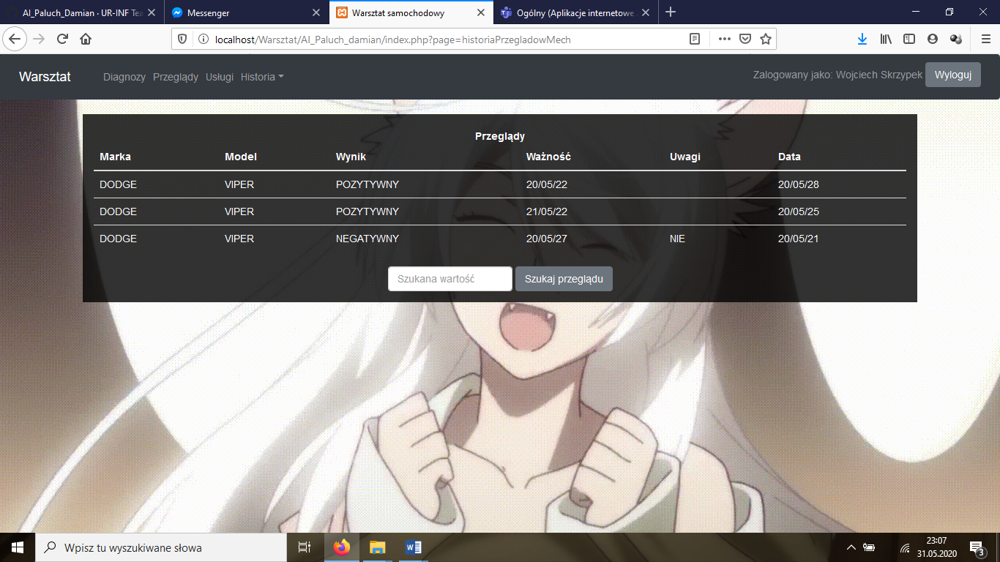 AI_Paluch_Damian · UR-INF Tea
Messenger
Warsztat samochodowy
Ogólny (Aplikacje internetowe
localhost/Warsztat/AI_Paluch_damian/index.php?page=historiaPrzegladowMech
Warsztat Diagnozy Przeglądy Usługi Historia Zalogowany jako: Wojciech Skrzypek Wyloguj
Przeglądy
Marka Model Wynik Ważność Uwagi Data
DODGE VIPER POZYTYWNY 20/05/22 20/05/28
DODGE VIPER POZYTYWNY 21/05/22 20/05/25
DODGE VIPER NEGATYWNY 20/05/27 NIE 20/05/21
Szukana wartość Szukaj przeglądu
Wpisz tu wyszukiwane słowa
23:07
31.05.2020
3